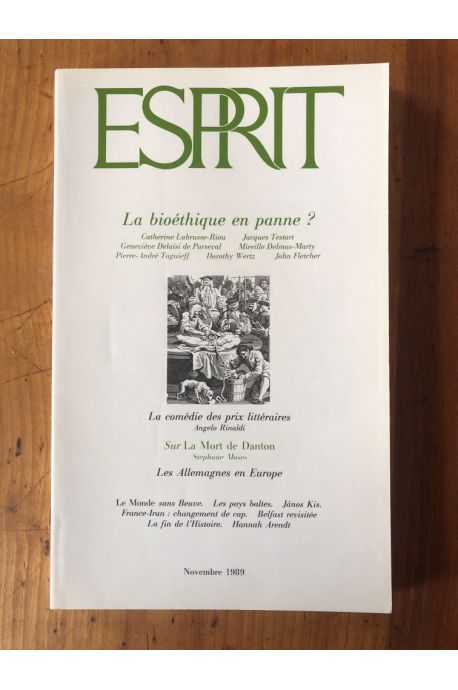 ESPRIT
La bioéthique en panne ?
Catherine Labrusse-Riou Jacques Testart
Geneviève Delaisi de Parseval Mireille Delmas-Marty
Pierre-André Taguieff Dorothy Wertz John Fletcher
La comédie des prix littéraires
Angelo Rinaldi
Sur La Mort de Danton
Stephane Moses
Les Allemagnes en Europe
Le Monde sans Beuve. Les pays baltes. János Kis.
France-Iran : changement de cap. Belfast revisitée
La fin de l'Histoire. Hannah Arendt
Novembre 1989